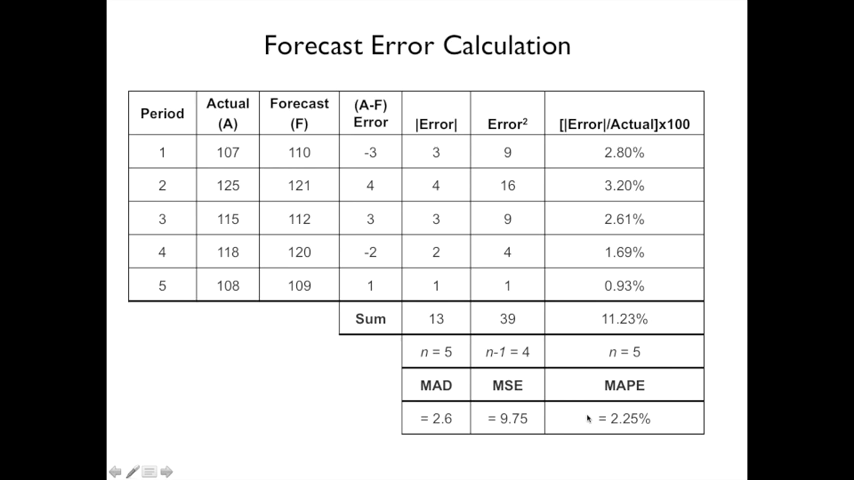 Forecast Error Calculation
Period Actual (A) Forecast (F) (A-F) Error |Error| Error² [|Error|/Actual]x100
1 107 110 -3 3 9 2.80%
2 125 121 4 4 16 3.20%
3 115 112 3 3 9 2.61%
4 118 120 -2 2 4 1.69%
5 108 109 1 1 1 0.93%
Sum 13 39 11.23%
n = 5 n-1 = 4 n = 5
MAD MSE MAPE
= 2.6 = 9.75 = 2.25%